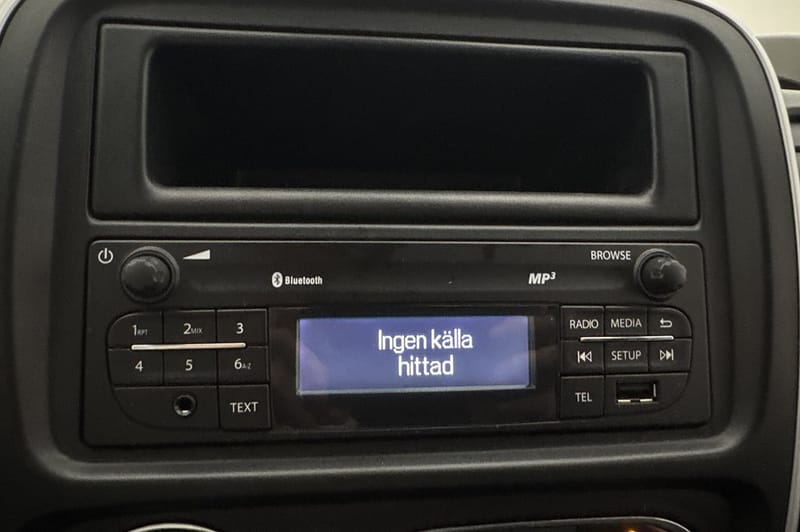 BROWSE
Bluetooth
MP3
1RPT 2MIX 3
RADIO MEDIA
Ingen källa
hittad
4 5 6A-Z
SETUP
TEXT
TEL